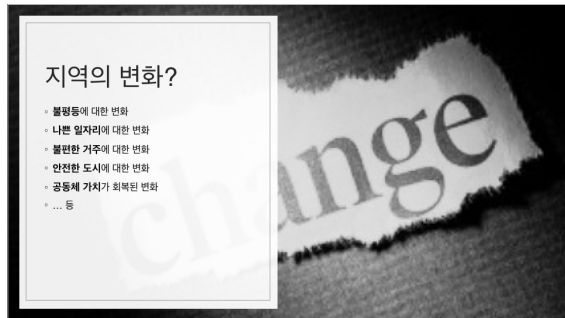 지역의 변화?
▫ 불평등에 대한 변화
▫ 나쁜 일자리에 대한 변화
▫ 불편한 거주에 대한 변화
▫ 안전한 도시에 대한 변화
▫ 공동체 가치가 회복된 변화
▫ … 등
change